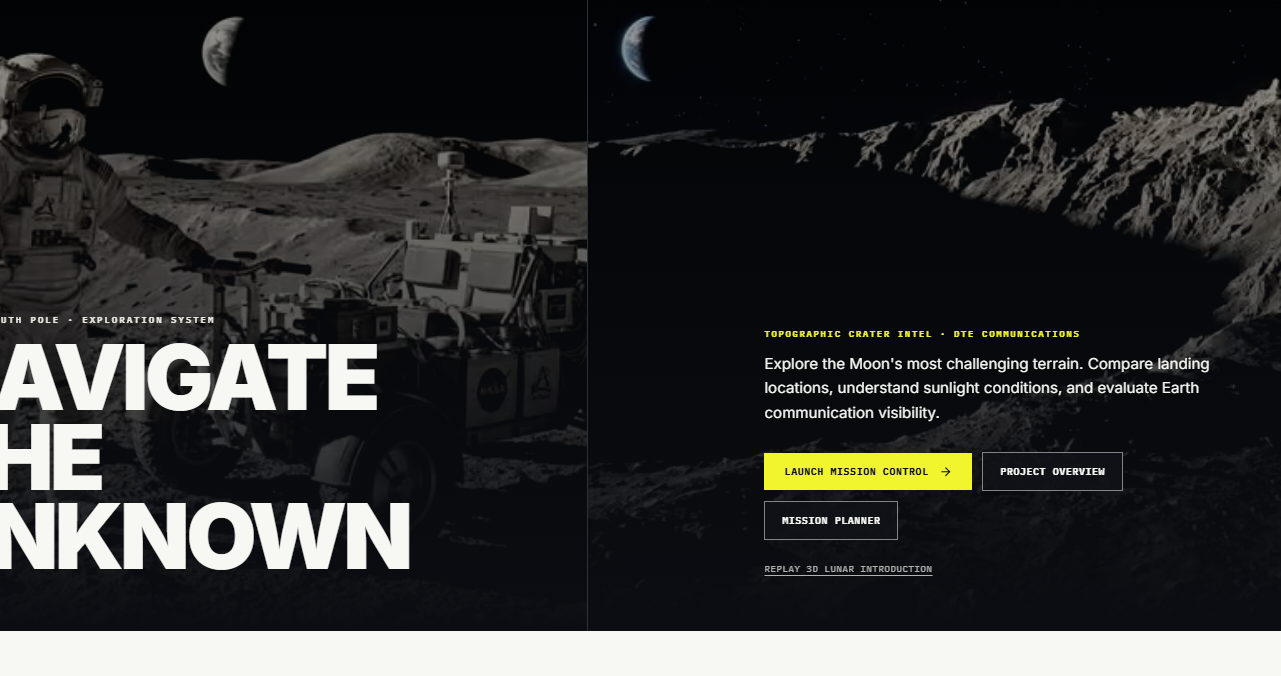 UTH POLE · EXPLORATION SYSTEM
AVIGATE
HE
NKNOWN
NASA
TOPOGRAPHIC CRATER INTEL · DTE COMMUNICATIONS
Explore the Moon's most challenging terrain. Compare landing
locations, understand sunlight conditions, and evaluate Earth
communication visibility.
LAUNCH MISSION CONTROL →
PROJECT OVERVIEW
MISSION PLANNER
REPLAY 3D LUNAR INTRODUCTION